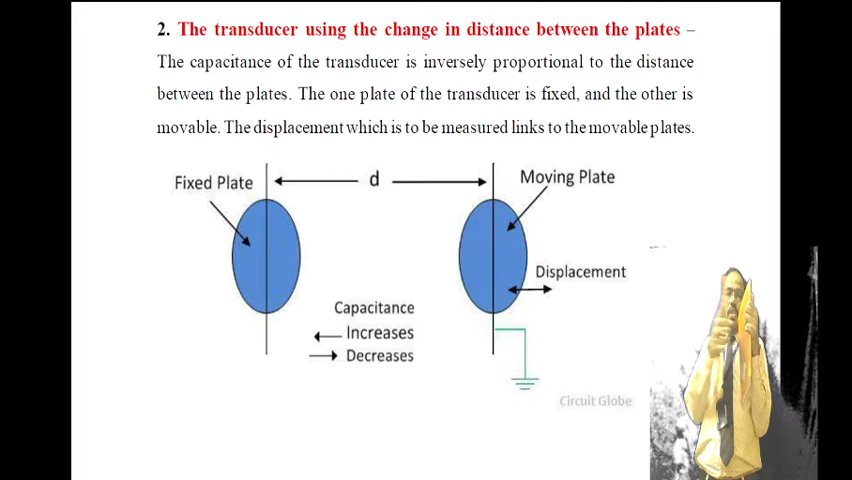 2. The transducer using the change in distance between the plates –
The capacitance of the transducer is inversely proportional to the distance
between the plates. The one plate of the transducer is fixed, and the other is
movable. The displacement which is to be measured links to the movable plates.
Fixed Plate
d
Moving Plate
Displacement
Capacitance
Increases
Decreases
Circuit Globe